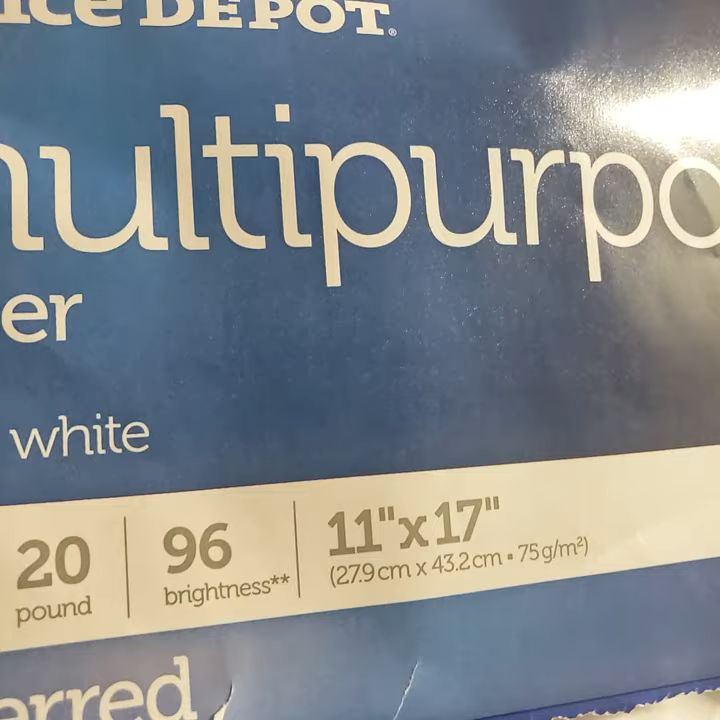 ice DEPOT®
multipurpo
er
white
20 pound
96 brightness**
11"x17"
(27.9cm x 43.2cm ▪ 75g/m²)
erred